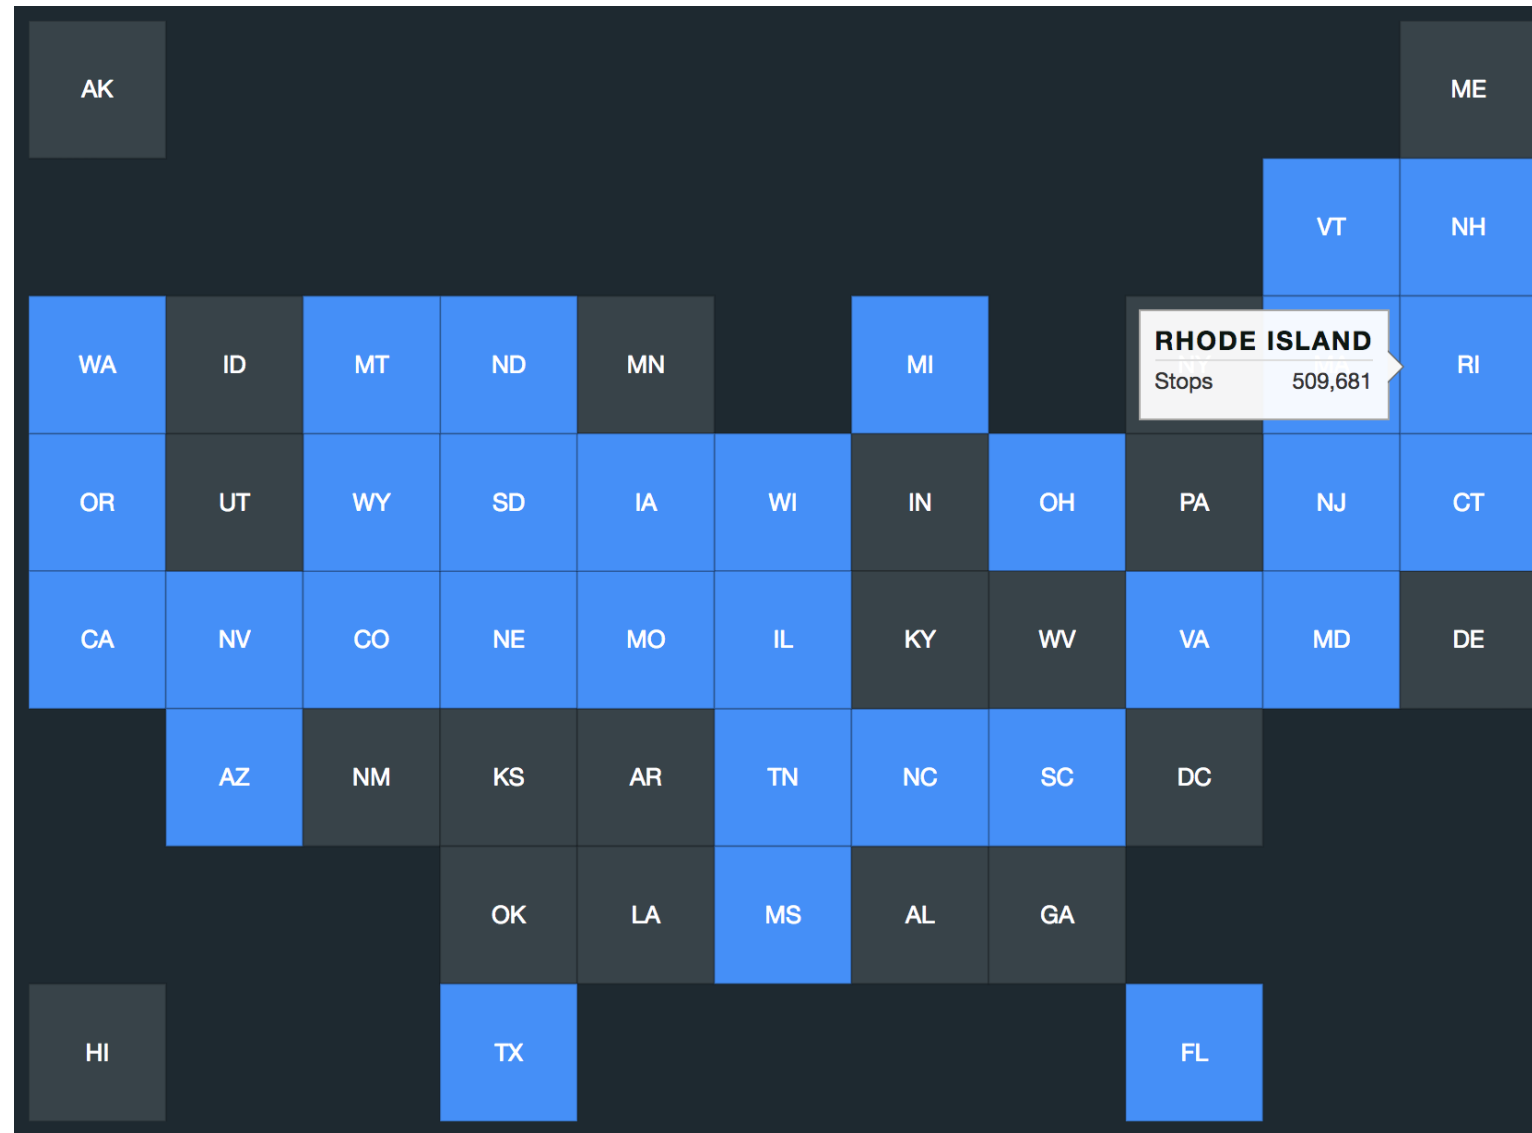 AK ME
VT NH
WA ID MT ND MN MI NY MA RI
RHODE ISLAND
Stops 509,681
OR UT WY SD IA WI IN OH PA NJ CT
CA NV CO NE MO IL KY WV VA MD DE
AZ NM KS AR TN NC SC DC
OK LA MS AL GA
HI TX FL